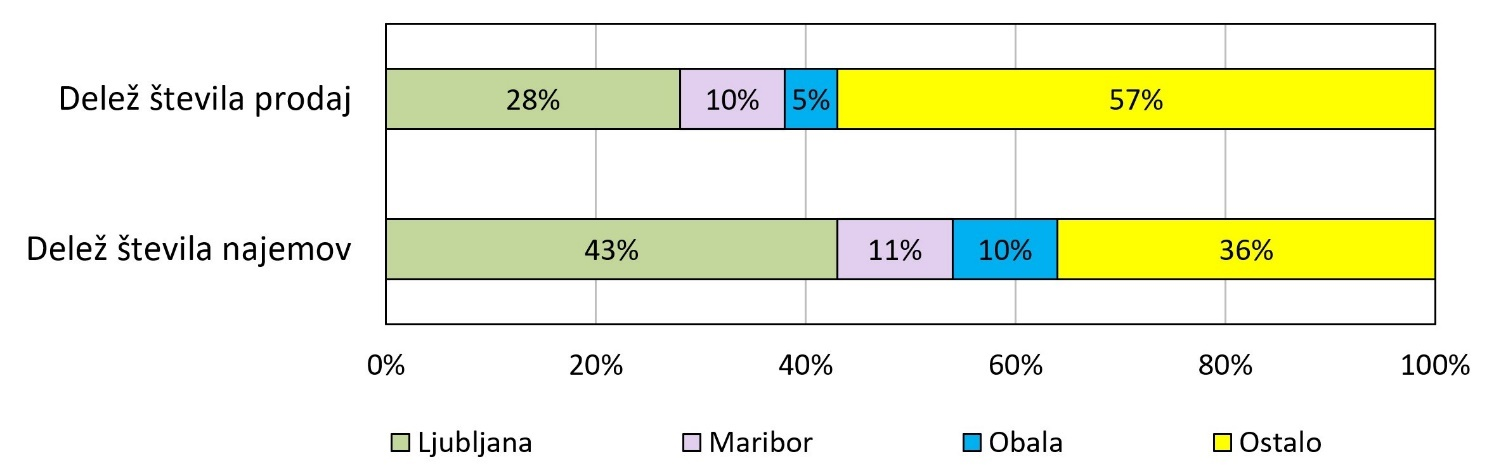 Delež števila prodaj
28% 10% 5% 57%
Delež števila najemov
43% 11% 10% 36%
0% 20% 40% 60% 80% 100%
Ljubljana Maribor Obala Ostalo